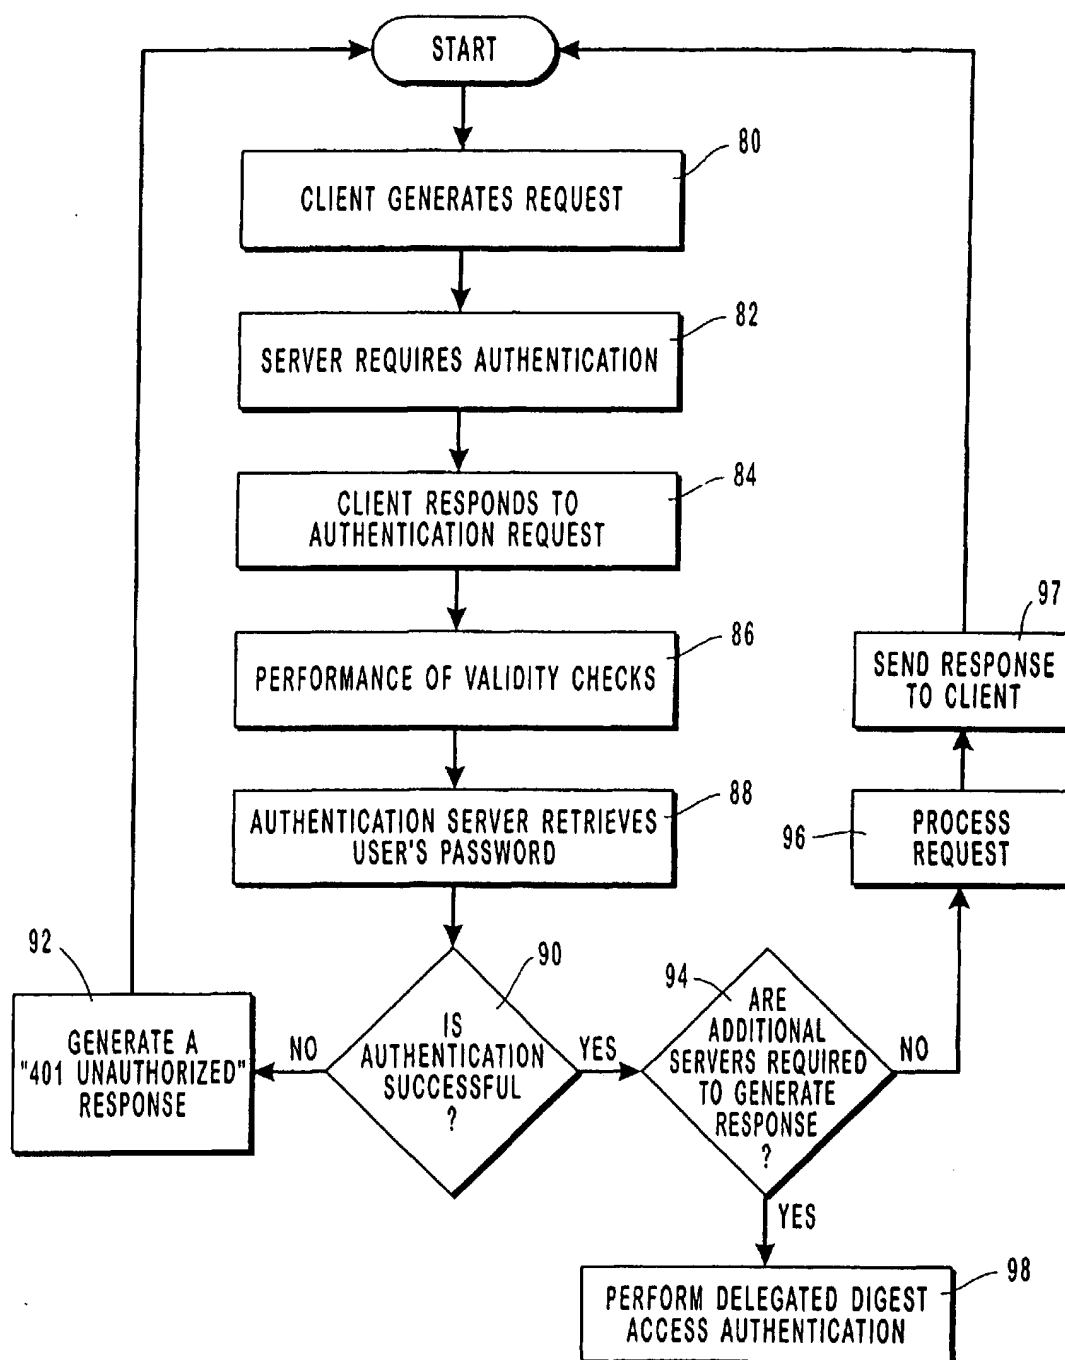 START
80
CLIENT GENERATES REQUEST
82
SERVER REQUIRES AUTHENTICATION
84
CLIENT RESPONDS TO
AUTHENTICATION REQUEST
86
PERFORMANCE OF VALIDITY CHECKS
88
AUTHENTICATION SERVER RETRIEVES
USER'S PASSWORD
90
IS
AUTHENTICATION
SUCCESSFUL
?
NO
92
GENERATE A
"401 UNAUTHORIZED"
RESPONSE
YES
94
ARE
ADDITIONAL
SERVERS REQUIRED
TO GENERATE
RESPONSE
?
NO
96
PROCESS
REQUEST
97
SEND RESPONSE
TO CLIENT
YES
98
PERFORM DELEGATED DIGEST
ACCESS AUTHENTICATION